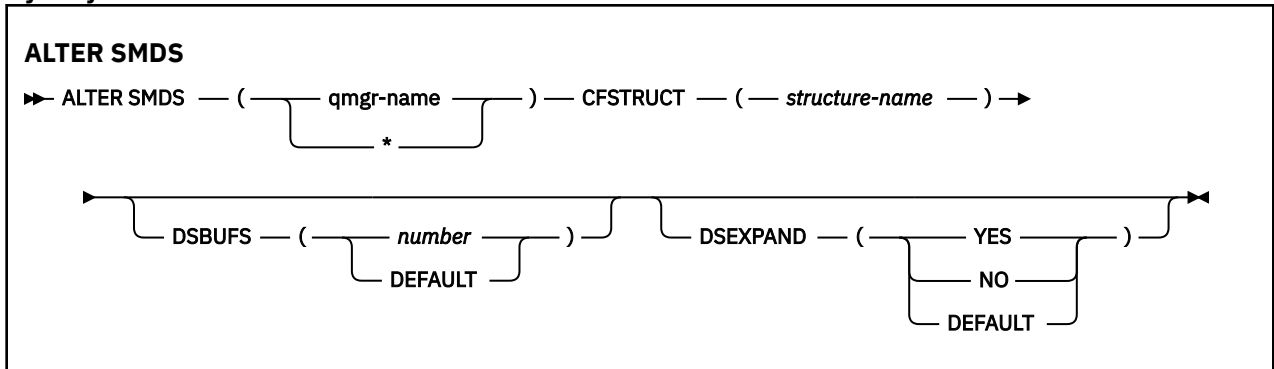 ALTER SMDS
ALTER SMDS ( qmgr-name ) CFSTRUCT ( structure-name )
*
DSBUFS ( number ) DSEXPAND ( YES )
DEFAULT NO
DEFAULT